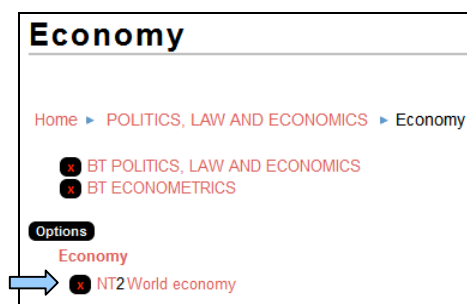 Economy
Home ► POLITICS, LAW AND ECONOMICS ► Economy
x BT POLITICS, LAW AND ECONOMICS
x BT ECONOMETRICS
Options
Economy
x NT2 World economy